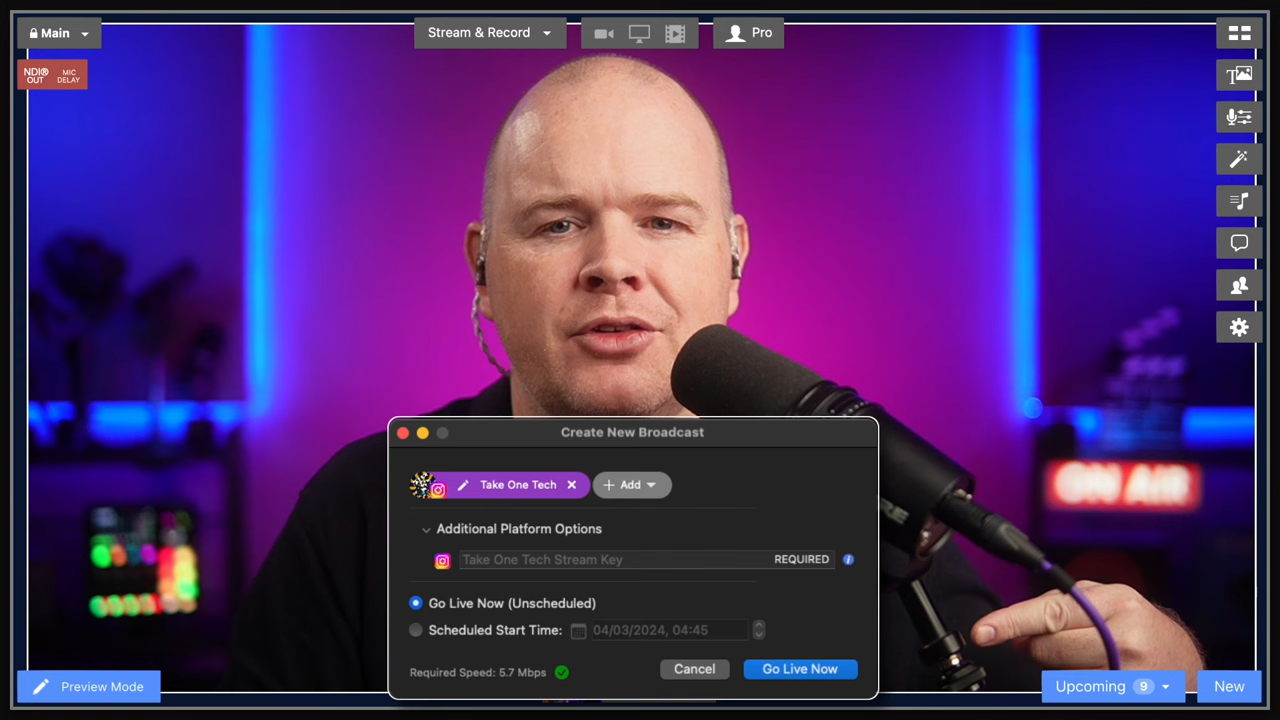 Main
Stream & Record
Pro
NDI® OUT
MIC DELAY
T
ON AIR
Create New Broadcast
Take One Tech
+ Add
Additional Platform Options
Take One Tech Stream Key
REQUIRED
i
Go Live Now (Unscheduled)
Scheduled Start Time:
04/03/2024, 04:45
Required Speed: 5.7 Mbps
Cancel
Go Live Now
Preview Mode
Upcoming 9
New